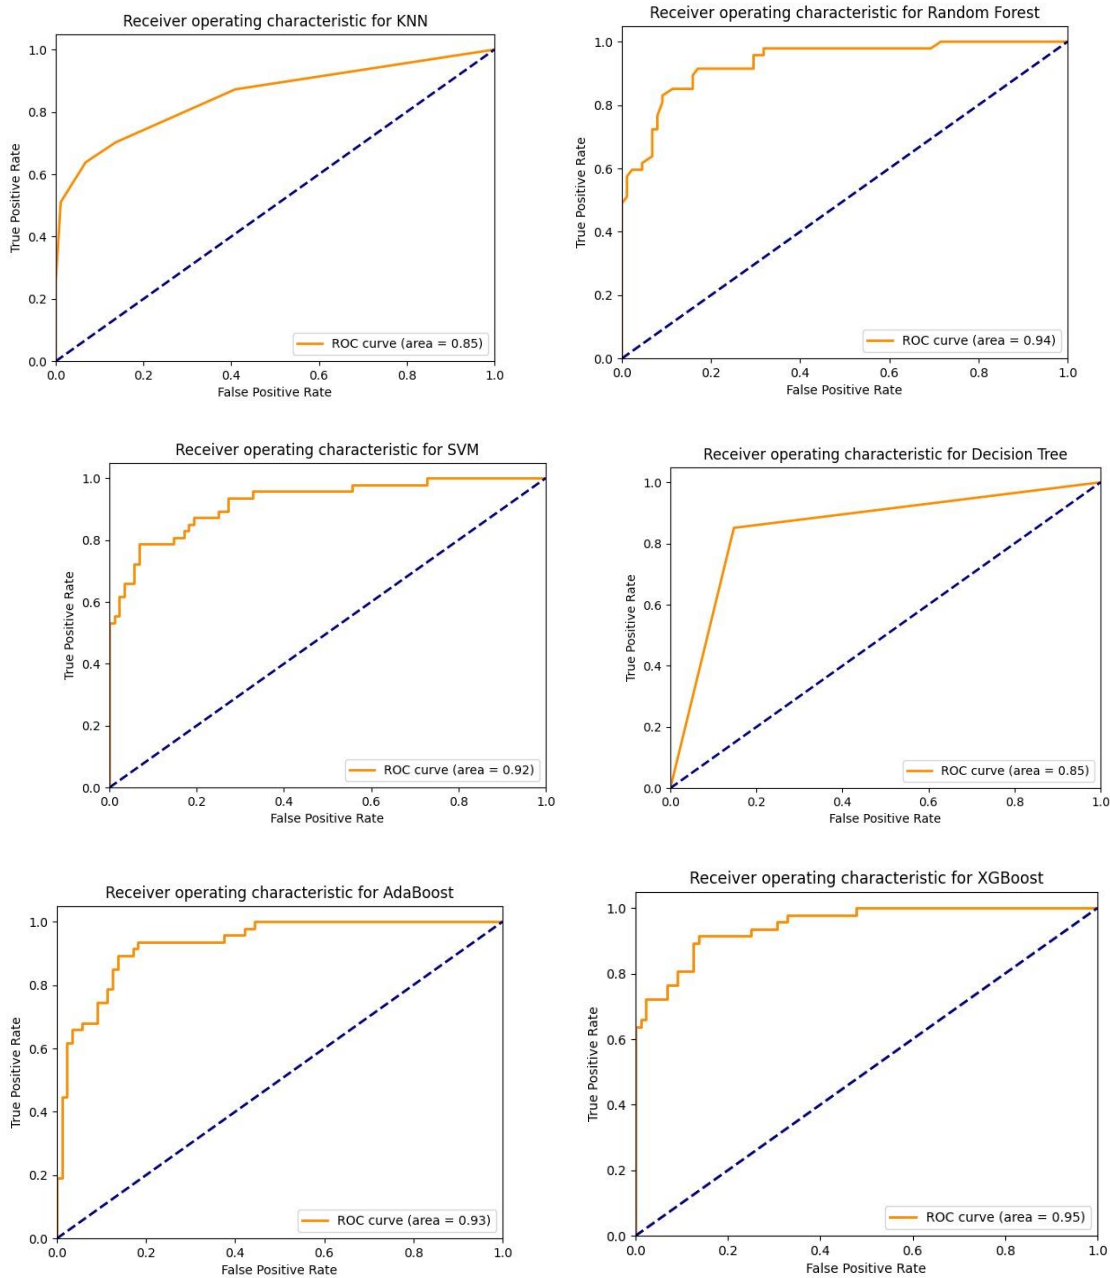 Receiver operating characteristic for KNN
1.0
0.8
0.6
0.4
0.2
0.0
True Positive Rate
ROC curve (area = 0.85)
0.0 0.2 0.4 0.6 0.8 1.0
False Positive Rate
Receiver operating characteristic for Random Forest
1.0
0.8
0.6
0.4
0.2
0.0
True Positive Rate
ROC curve (area = 0.94)
0.0 0.2 0.4 0.6 0.8 1.0
False Positive Rate
Receiver operating characteristic for SVM
1.0
0.8
0.6
0.4
0.2
0.0
True Positive Rate
ROC curve (area = 0.92)
0.0 0.2 0.4 0.6 0.8 1.0
False Positive Rate
Receiver operating characteristic for Decision Tree
1.0
0.8
0.6
0.4
0.2
0.0
True Positive Rate
ROC curve (area = 0.85)
0.0 0.2 0.4 0.6 0.8 1.0
False Positive Rate
Receiver operating characteristic for AdaBoost
1.0
0.8
0.6
0.4
0.2
0.0
True Positive Rate
ROC curve (area = 0.93)
0.0 0.2 0.4 0.6 0.8 1.0
False Positive Rate
Receiver operating characteristic for XGBoost
1.0
0.8
0.6
0.4
0.2
0.0
True Positive Rate
ROC curve (area = 0.95)
0.0 0.2 0.4 0.6 0.8 1.0
False Positive Rate